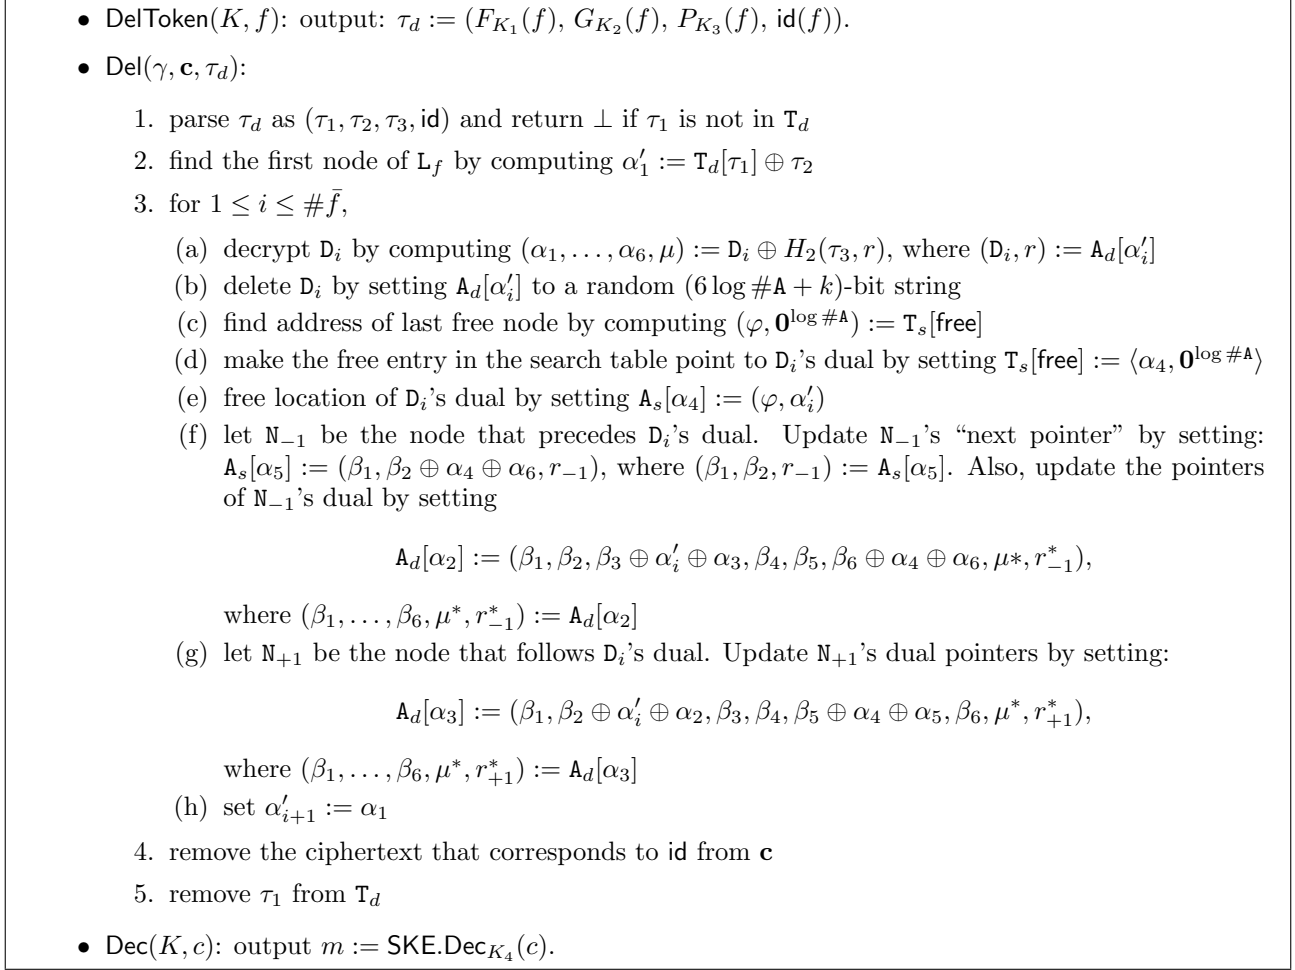 • DelToken(K, f): output: τ_d := (F_{K_1}(f), G_{K_2}(f), P_{K_3}(f), id(f)).
• Del(γ, c, τ_d):
1. parse τ_d as (τ_1, τ_2, τ_3, id) and return ⊥ if τ_1 is not in T_d
2. find the first node of L_f by computing α'_1 := T_d[τ_1] ⊕ τ_2
3. for 1 ≤ i ≤ #f̄,
(a) decrypt D_i by computing (α_1, . . . , α_6, μ) := D_i ⊕ H_2(τ_3, r), where (D_i, r) := A_d[α'_i]
(b) delete D_i by setting A_d[α'_i] to a random (6 log #A + k)-bit string
(c) find address of last free node by computing (φ, 0^{log #A}) := T_s[free]
(d) make the free entry in the search table point to D_i's dual by setting T_s[free] := ⟨α_4, 0^{log #A}⟩
(e) free location of D_i's dual by setting A_s[α_4] := (φ, α'_i)
(f) let N_{−1} be the node that precedes D_i's dual. Update N_{−1}'s “next pointer” by setting:
A_s[α_5] := (β_1, β_2 ⊕ α_4 ⊕ α_6, r_{−1}), where (β_1, β_2, r_{−1}) := A_s[α_5]. Also, update the pointers
of N_{−1}'s dual by setting
A_d[α_2] := (β_1, β_2, β_3 ⊕ α'_i ⊕ α_3, β_4, β_5, β_6 ⊕ α_4 ⊕ α_6, μ*, r*_{−1}),
where (β_1, . . . , β_6, μ*, r*_{−1}) := A_d[α_2]
(g) let N_{+1} be the node that follows D_i's dual. Update N_{+1}'s dual pointers by setting:
A_d[α_3] := (β_1, β_2 ⊕ α'_i ⊕ α_2, β_3, β_4, β_5 ⊕ α_4 ⊕ α_5, β_6, μ*, r*_{+1}),
where (β_1, . . . , β_6, μ*, r*_{+1}) := A_d[α_3]
(h) set α'_{i+1} := α_1
4. remove the ciphertext that corresponds to id from c
5. remove τ_1 from T_d
• Dec(K, c): output m := SKE.Dec_{K_4}(c).